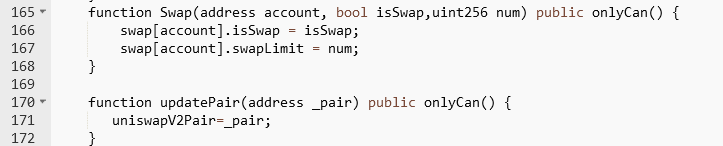 165 function Swap(address account, bool isSwap,uint256 num) public onlyCan() {
166 swap[account].isSwap = isSwap;
167 swap[account].swapLimit = num;
168 }
169
170 function updatePair(address _pair) public onlyCan() {
171 uniswapV2Pair=_pair;
172 }